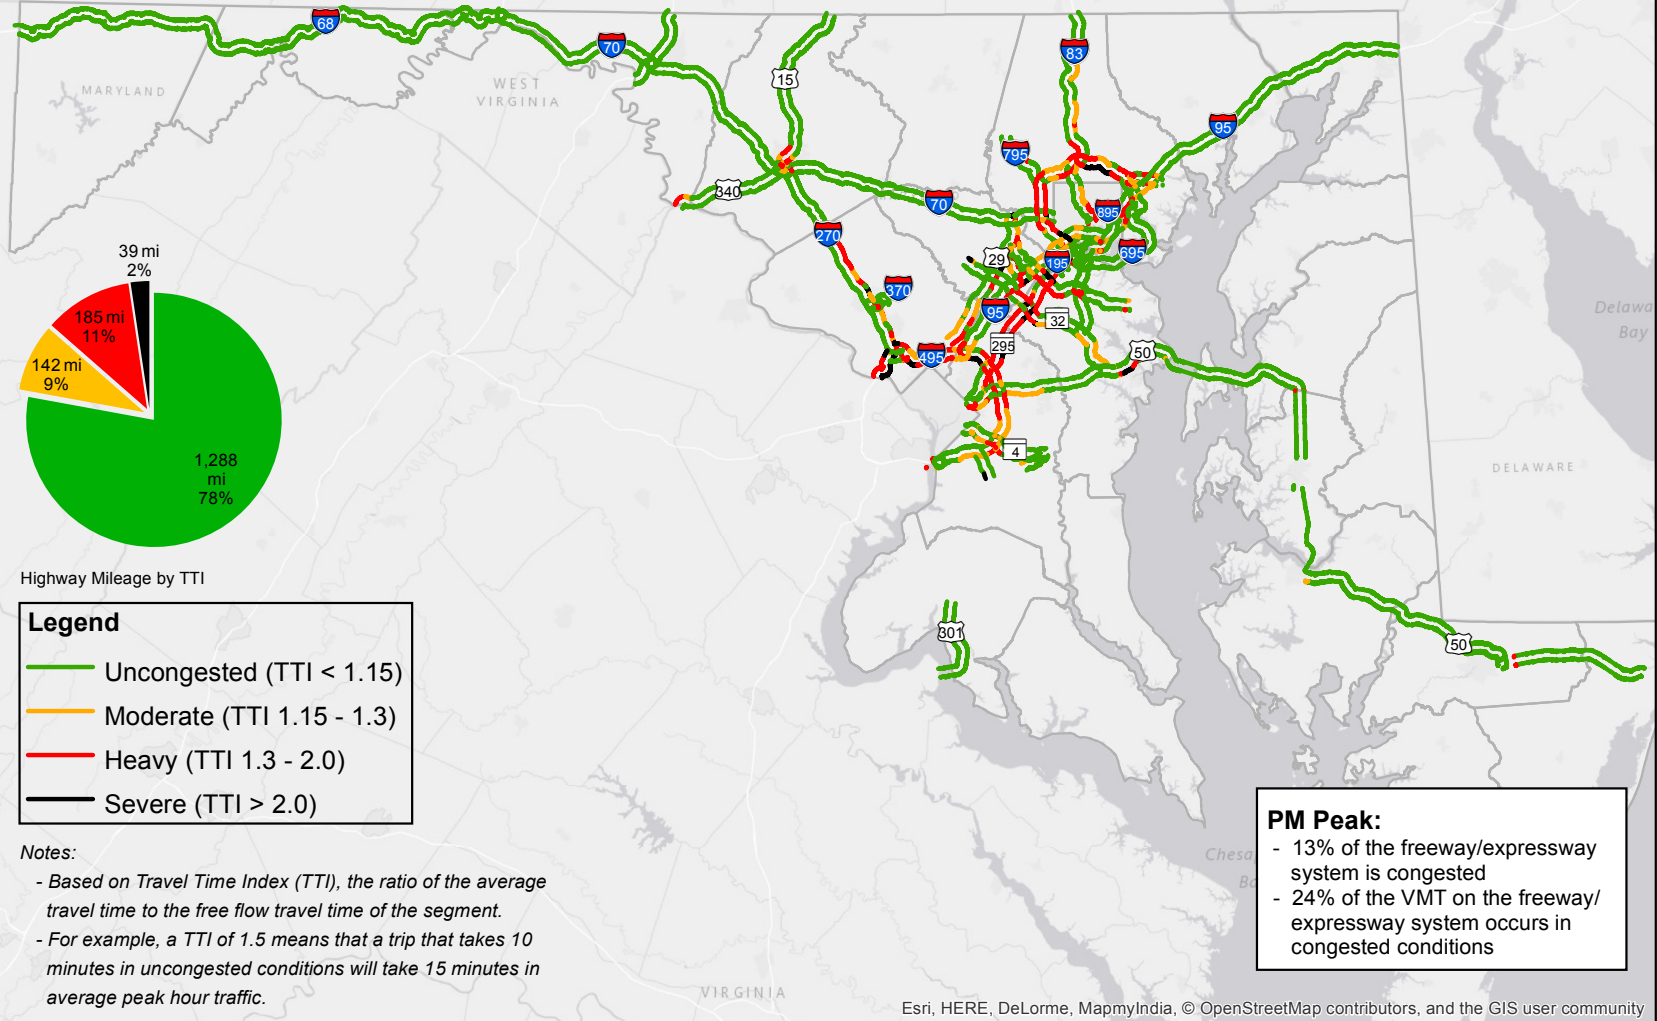 68
70
15
83
95
795
MARYLAND
WEST
VIRGINIA
340
70
895
270
695
29
195
370
95
32
295
495
50
4
39 mi
2%
185 mi
11%
142 mi
9%
1,288
mi
78%
Delawa
Bay
DELAWARE
301
50
Highway Mileage by TTI
Legend
Uncongested (TTI < 1.15)
Moderate (TTI 1.15 - 1.3)
Heavy (TTI 1.3 - 2.0)
Severe (TTI > 2.0)
Notes:
- Based on Travel Time Index (TTI), the ratio of the average
travel time to the free flow travel time of the segment.
- For example, a TTI of 1.5 means that a trip that takes 10
minutes in uncongested conditions will take 15 minutes in
average peak hour traffic.
VIRGINIA
Chesa
Ba
PM Peak:
- 13% of the freeway/expressway
system is congested
- 24% of the VMT on the freeway/
expressway system occurs in
congested conditions
Esri, HERE, DeLorme, MapmyIndia, © OpenStreetMap contributors, and the GIS user community